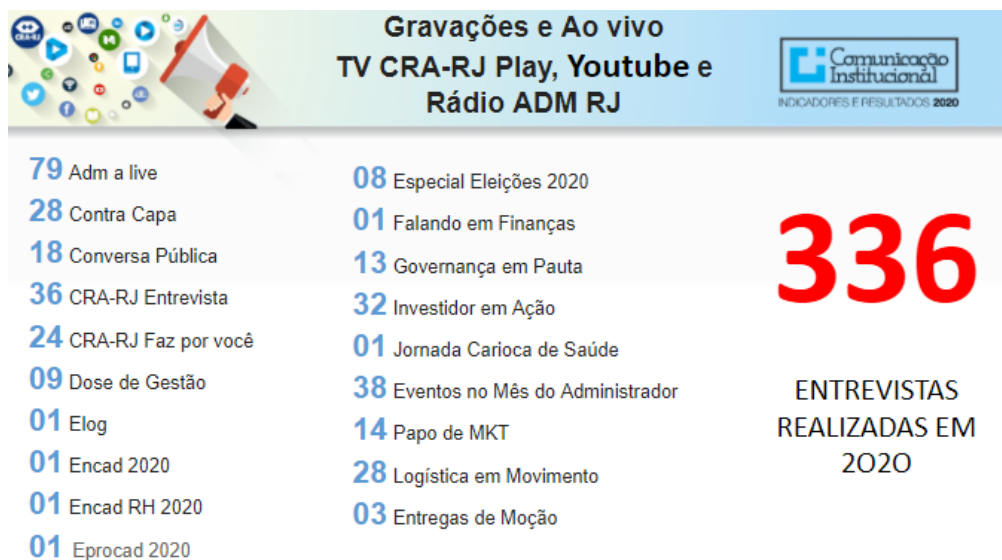 CRA-RJ
Gravações e Ao vivo
TV CRA-RJ Play, Youtube e
Rádio ADM RJ
Comunicação
Institucional
INDICADORES E RESULTADOS 2020
79 Adm a live
28 Contra Capa
18 Conversa Pública
36 CRA-RJ Entrevista
24 CRA-RJ Faz por você
09 Dose de Gestão
01 Elog
01 Encad 2020
01 Encad RH 2020
01 Eprocad 2020
08 Especial Eleições 2020
01 Falando em Finanças
13 Governança em Pauta
32 Investidor em Ação
01 Jornada Carioca de Saúde
38 Eventos no Mês do Administrador
14 Papo de MKT
28 Logística em Movimento
03 Entregas de Moção
336
ENTREVISTAS
REALIZADAS EM
2020